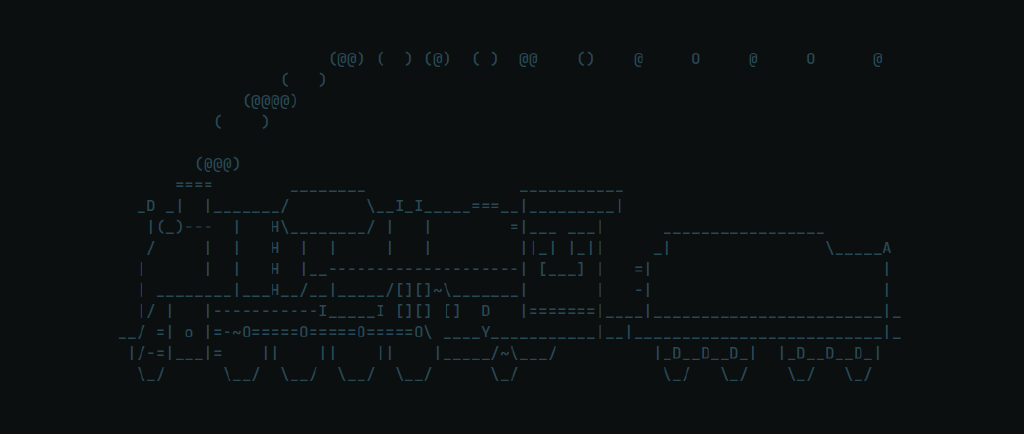 (@@) (  ) (@)  ( )  @@    ()    @     O     @     O      @
(   )
(@@@@)
(    )
(@@@)
====        ________                ___________
_D _|  |_______/        \__I_I_____===__|_________|
|(_)---  |   H\________/ |   |        =|___ ___|      _________________
/     |  |   H  |  |     |   |         ||_| |_||     _|                \_____A
|      |  |   H  |__--------------------| [___] |   =|                        |
| ________|___H__/__|_____/[][]~\_______|       |   -|                        |
|/ |   |-----------I_____I [][] []  D   |=======|____|________________________|_
__/ =| o |=-~O=====O=====O=====O\ ____Y___________|__|__________________________|_
|/-=|___|=    ||    ||    ||    |_____/~\___/          |_D__D__D_|  |_D__D__D_|
\_/      \__/  \__/  \__/  \__/      \_/               \_/   \_/    \_/   \_/